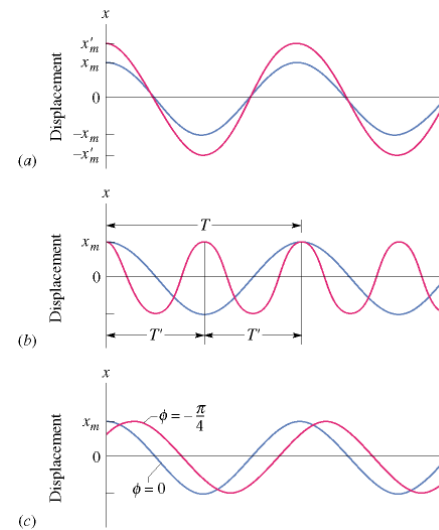 x
x′m
xm
0
−xm
−x′m
Displacement
(a)
x
T
xm
0
Displacement
T′
T′
(b)
x
xm
ϕ = −π/4
0
ϕ = 0
Displacement
(c)